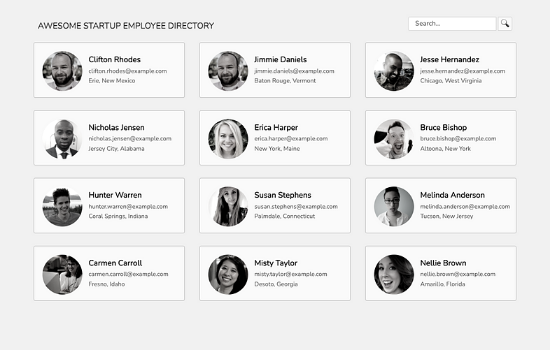 AWESOME STARTUP EMPLOYEE DIRECTORY
Search...
Clifton Rhodes
clifton.rhodes@example.com
Erie, New Mexico
Jimmie Daniels
jimmie.daniels@example.com
Baton Rouge, Vermont
Jesse Hernandez
jesse.hernandez@example.com
Chicago, West Virginia
Nicholas Jensen
nicholas.jensen@example.com
Jersey City, Alabama
Erica Harper
erica.harper@example.com
New York, Maine
Bruce Bishop
bruce.bishop@example.com
Altoona, New York
Hunter Warren
hunter.warren@example.com
Coral Springs, Indiana
Susan Stephens
susan.stephens@example.com
Palmdale, Connecticut
Melinda Anderson
melinda.anderson@example.com
Tucson, New Jersey
Carmen Carroll
carmen.carroll@example.com
Fresno, Idaho
Misty Taylor
misty.taylor@example.com
Desoto, Georgia
Nellie Brown
nellie.brown@example.com
Amarillo, Florida